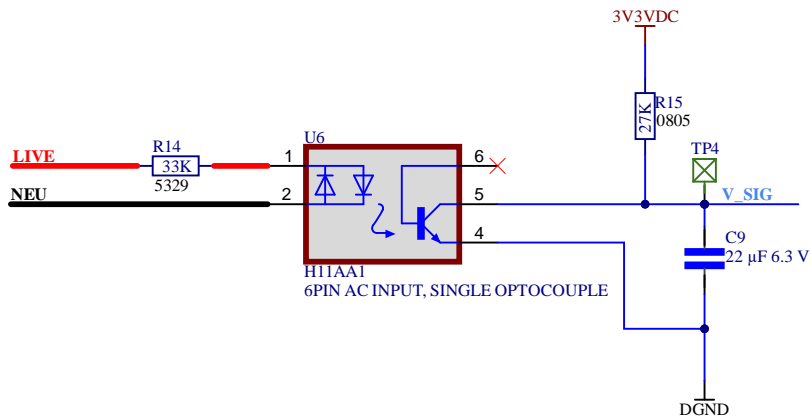 3V3VDC
R15
27K
0805
TP4
R14
U6
LIVE
33K
1
6
5329
NEU
2
5
V_SIG
4
C9
22 µF 6.3 V
H11AA1
6PIN AC INPUT, SINGLE OPTOCOUPLE
DGND